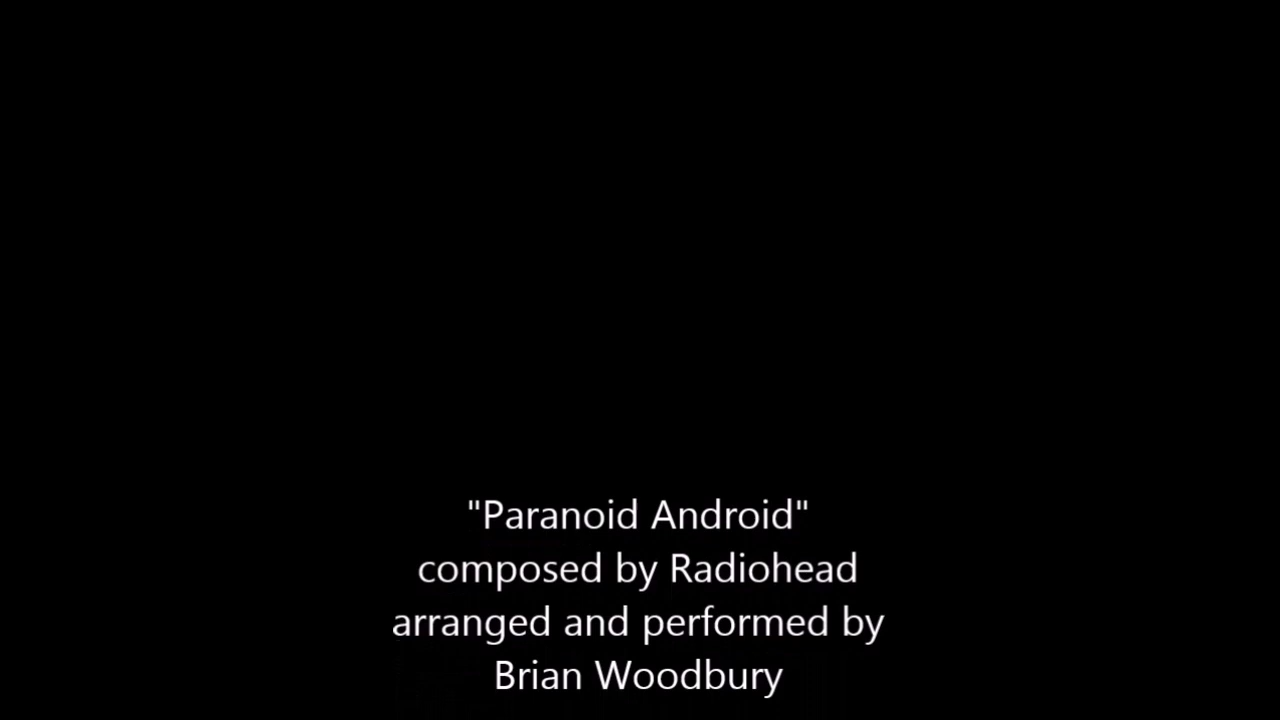 "Paranoid Android"
composed by Radiohead
arranged and performed by
Brian Woodbury